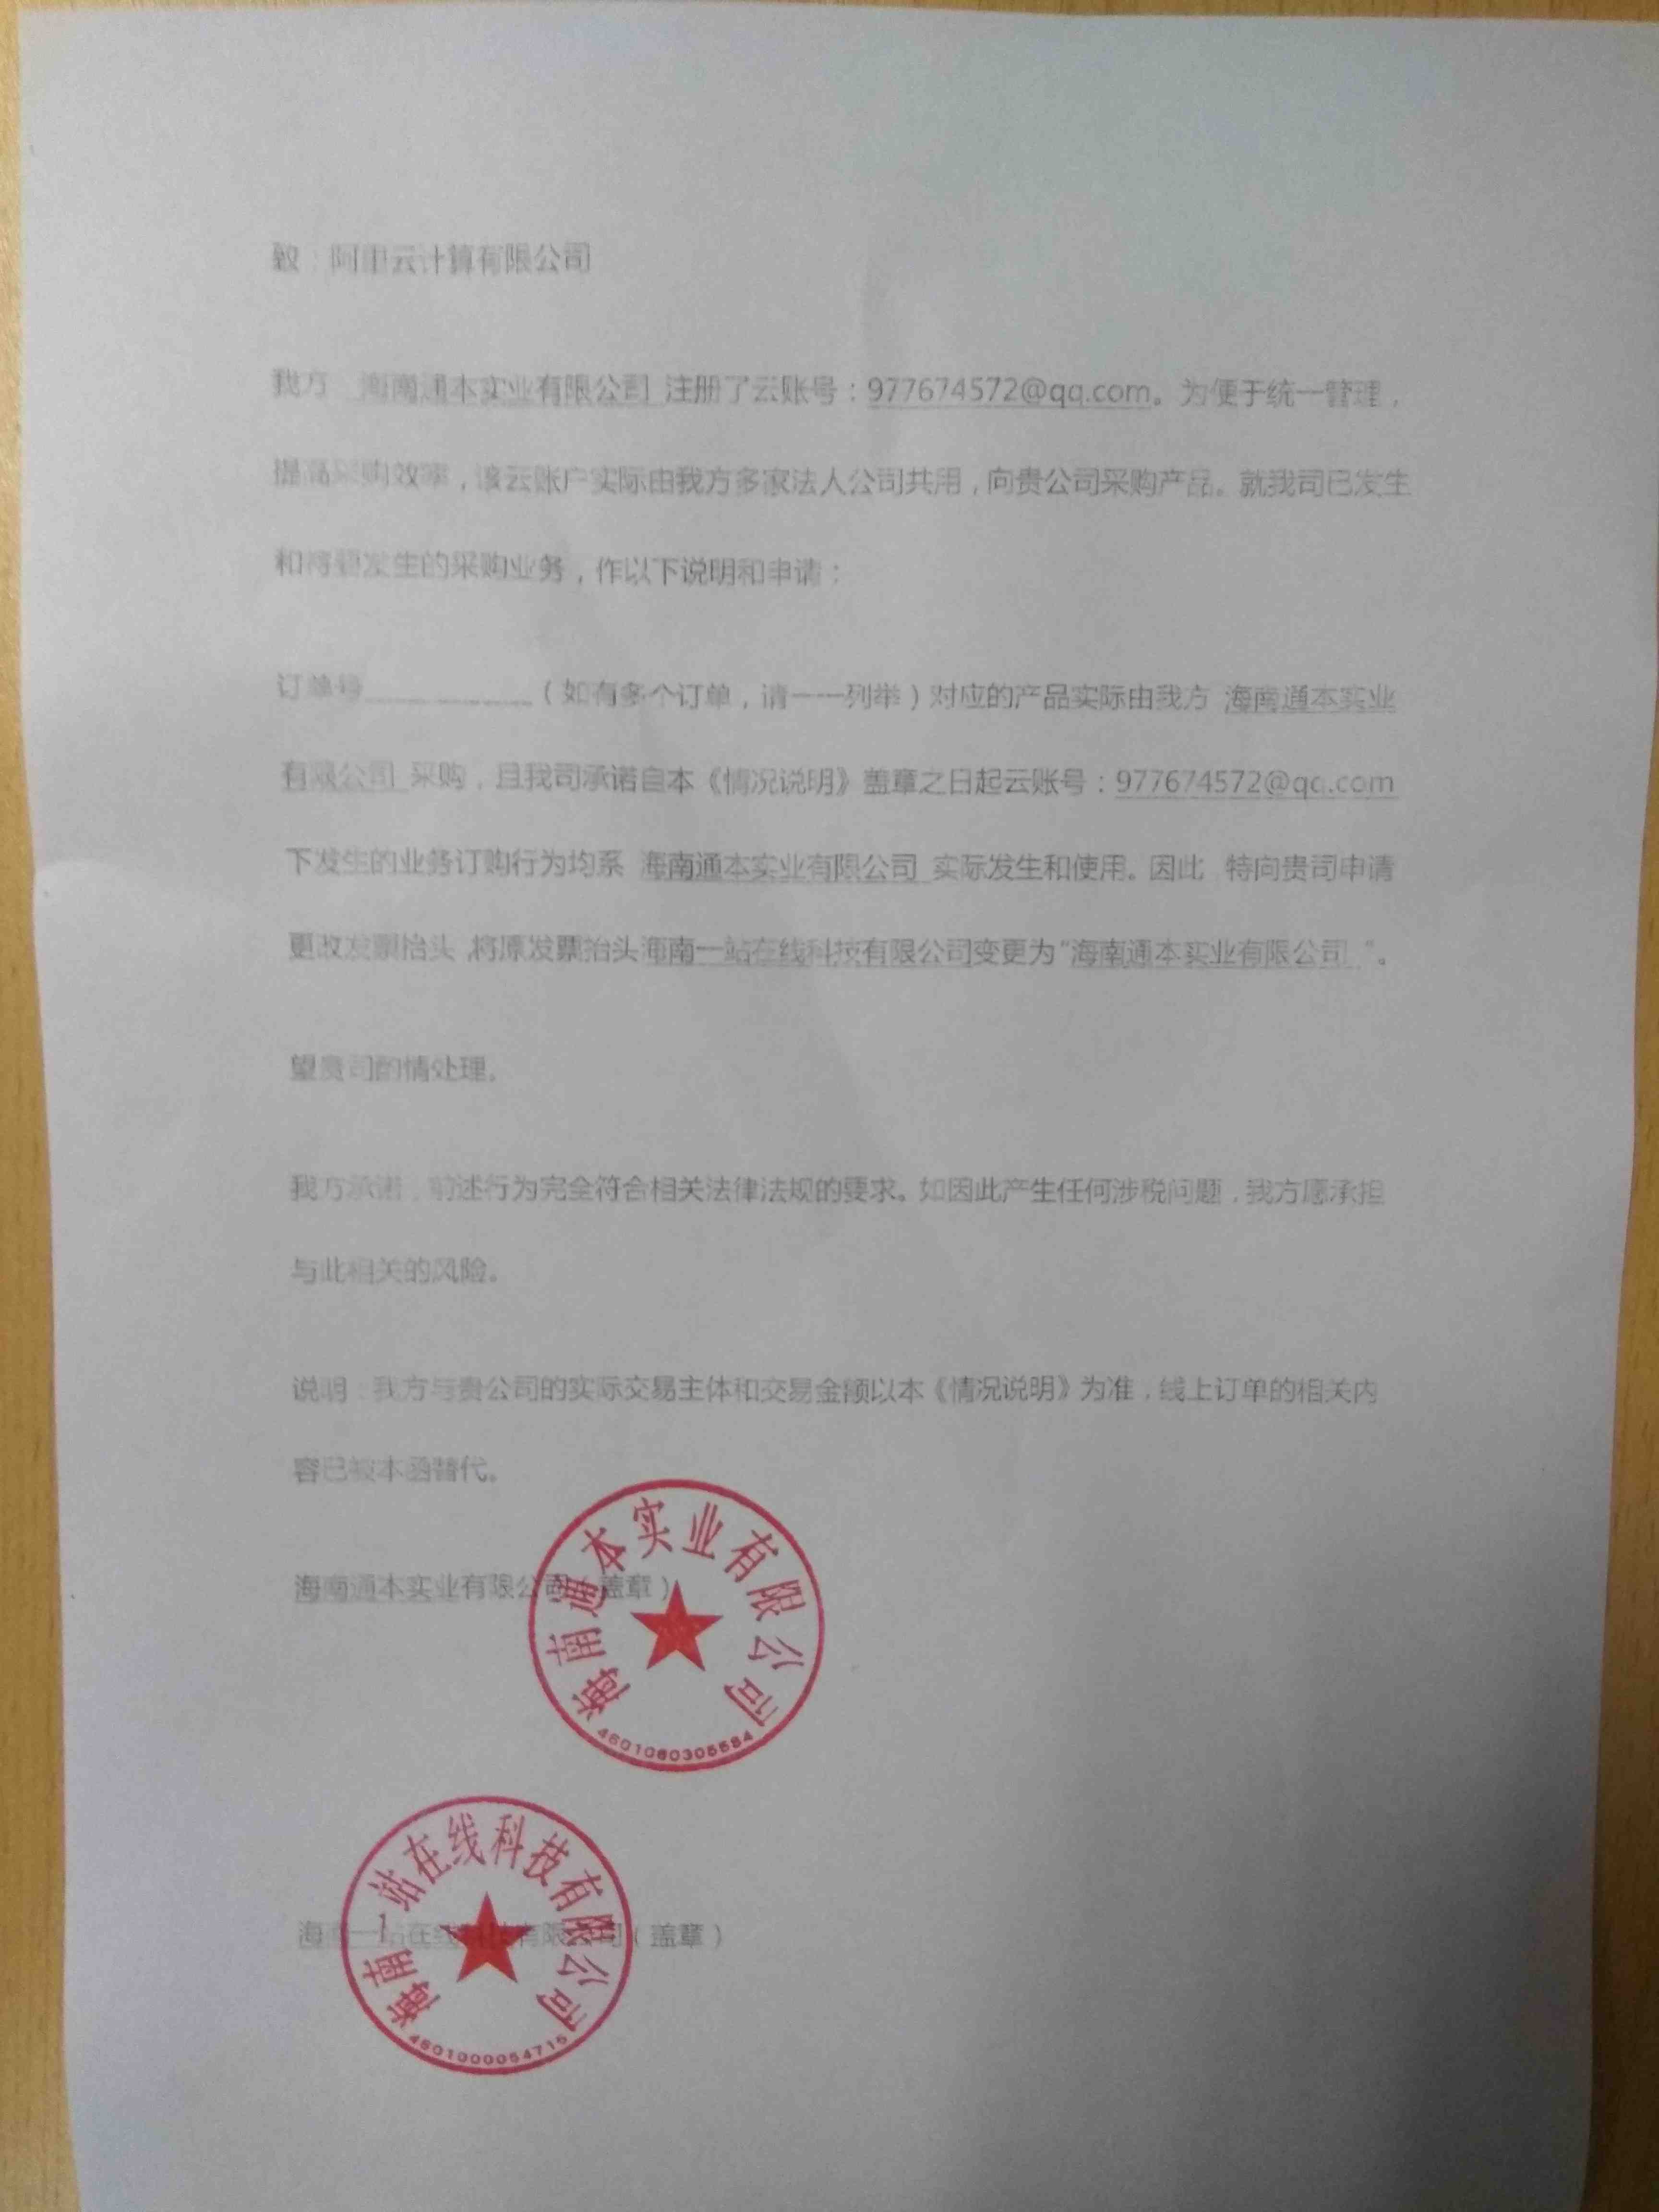 致：阿里云计算有限公司
我方 海南通本实业有限公司 注册了云账号：977674572@qq.com。为便于统一管理，
提高采购效率，该云账户实际由我方多家法人公司共用，向贵公司采购产品。就我司已发生
和将要发生的采购业务，作以下说明和申请：
订单号____________（如有多个订单，请一一列举）对应的产品实际由我方 海南通本实业
有限公司 采购，且我司承诺自本《情况说明》盖章之日起云账号：977674572@qq.com
下发生的业务订购行为均系 海南通本实业有限公司 实际发生和使用。因此 特向贵司申请
更改发票抬头,将原发票抬头海南一站在线科技有限公司变更为“海南通本实业有限公司 ”。
望贵司酌情处理。
我方承诺，前述行为完全符合相关法律法规的要求。如因此产生任何涉税问题，我方愿承担
与此相关的风险。
说明：我方与贵公司的实际交易主体和交易金额以本《情况说明》为准，线上订单的相关内
容已被本函替代。
海南通本实业有限公司（盖章）
海南通本实业有限公司
海南一站在线科技有限公司
海南一站在线科技有限公司（盖章）